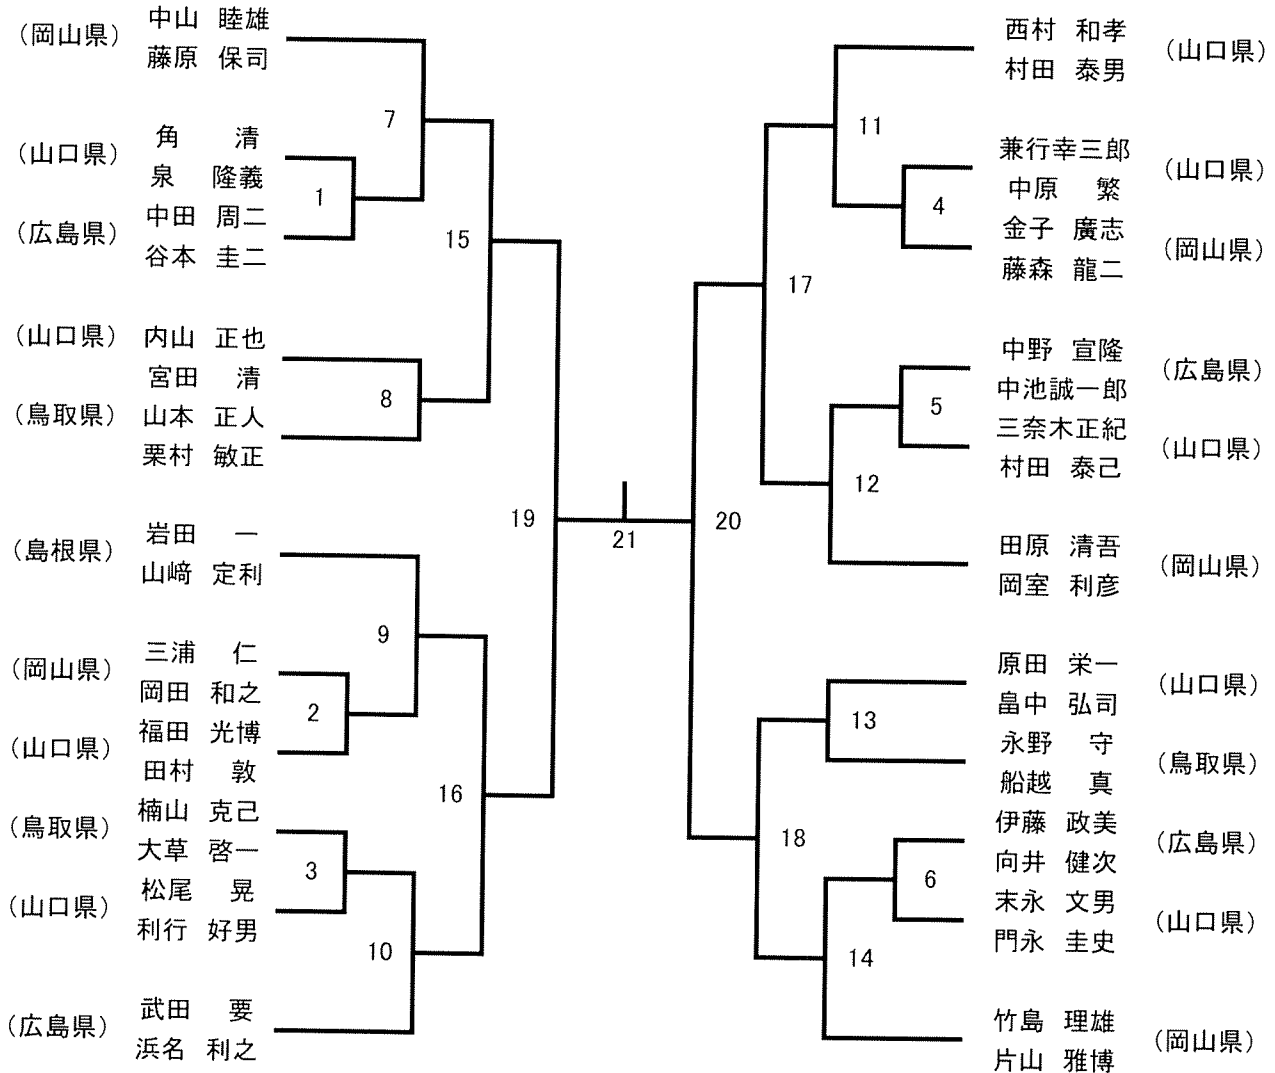 （岡山県）
中山 睦雄
藤原 保司
（山口県）
角 清
泉 隆義
（広島県）
中田 周二
谷本 圭二
（山口県）
内山 正也
宮田 清
（鳥取県）
山本 正人
栗村 敏正
（島根県）
岩田 一
山﨑 定利
（岡山県）
三浦 仁
岡田 和之
（山口県）
福田 光博
田村 敦
（鳥取県）
楠山 克己
大草 啓一
（山口県）
松尾 晃
利行 好男
（広島県）
武田 要
浜名 利之
7
1
15
8
19
9
2
16
3
10
21
20
11
4
17
5
12
13
18
6
14
西村 和孝
村田 泰男
（山口県）
兼行幸三郎
中原 繁
（山口県）
金子 廣志
藤森 龍二
（岡山県）
中野 宣隆
中池誠一郎
（広島県）
三奈木正紀
村田 泰己
（山口県）
田原 清吾
岡室 利彦
（岡山県）
原田 栄一
畠中 弘司
（山口県）
永野 守
船越 真
（鳥取県）
伊藤 政美
向井 健次
（広島県）
末永 文男
門永 圭史
（山口県）
竹島 理雄
片山 雅博
（岡山県）